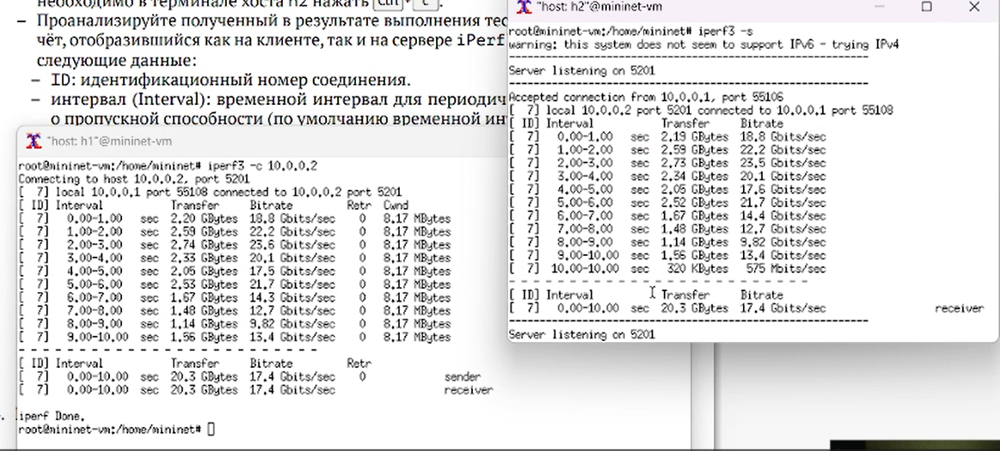 необходимо в терминале хоста h2 нажать Ctrl + c .
– Проанализируйте полученный в результате выполнения тес
чёт, отобразившийся как на клиенте, так и на сервере iPerf
следующие данные:
– ID: идентификационный номер соединения.
– интервал (Interval): временной интервал для периодич
о пропускной способности (по умолчанию временной ин
"host: h1"@mininet-vm
root@mininet-vm:/home/mininet# iperf3 -c 10.0.0.2
Connecting to host 10.0.0.2, port 5201
[  7] local 10.0.0.1 port 55108 connected to 10.0.0.2 port 5201
[ ID] Interval           Transfer     Bitrate         Retr  Cwnd
[  7]   0.00-1.00   sec  2.20 GBytes  18.8 Gbits/sec    0   8.17 MBytes
[  7]   1.00-2.00   sec  2.59 GBytes  22.2 Gbits/sec    0   8.17 MBytes
[  7]   2.00-3.00   sec  2.74 GBytes  23.6 Gbits/sec    0   8.17 MBytes
[  7]   3.00-4.00   sec  2.33 GBytes  20.1 Gbits/sec    0   8.17 MBytes
[  7]   4.00-5.00   sec  2.05 GBytes  17.5 Gbits/sec    0   8.17 MBytes
[  7]   5.00-6.00   sec  2.53 GBytes  21.7 Gbits/sec    0   8.17 MBytes
[  7]   6.00-7.00   sec  1.67 GBytes  14.3 Gbits/sec    0   8.17 MBytes
[  7]   7.00-8.00   sec  1.48 GBytes  12.7 Gbits/sec    0   8.17 MBytes
[  7]   8.00-9.00   sec  1.14 GBytes  9.82 Gbits/sec    0   8.17 MBytes
[  7]   9.00-10.00  sec  1.56 GBytes  13.4 Gbits/sec    0   8.17 MBytes
- - - - - - - - - - - - - - - - - - - - - - - - -
[ ID] Interval           Transfer     Bitrate         Retr
[  7]   0.00-10.00  sec  20.3 GBytes  17.4 Gbits/sec    0             sender
[  7]   0.00-10.00  sec  20.3 GBytes  17.4 Gbits/sec                  receiver
iperf Done.
root@mininet-vm:/home/mininet#
"host: h2"@mininet-vm
root@mininet-vm:/home/mininet# iperf3 -s
warning: this system does not seem to support IPv6 - trying IPv4
-----------------------------------------------------------
Server listening on 5201
-----------------------------------------------------------
Accepted connection from 10.0.0.1, port 55106
[  7] local 10.0.0.2 port 5201 connected to 10.0.0.1 port 55108
[ ID] Interval           Transfer     Bitrate
[  7]   0.00-1.00   sec  2.19 GBytes  18.8 Gbits/sec
[  7]   1.00-2.00   sec  2.59 GBytes  22.2 Gbits/sec
[  7]   2.00-3.00   sec  2.73 GBytes  23.5 Gbits/sec
[  7]   3.00-4.00   sec  2.34 GBytes  20.1 Gbits/sec
[  7]   4.00-5.00   sec  2.05 GBytes  17.6 Gbits/sec
[  7]   5.00-6.00   sec  2.52 GBytes  21.7 Gbits/sec
[  7]   6.00-7.00   sec  1.67 GBytes  14.4 Gbits/sec
[  7]   7.00-8.00   sec  1.48 GBytes  12.7 Gbits/sec
[  7]   8.00-9.00   sec  1.14 GBytes  9.82 Gbits/sec
[  7]   9.00-10.00  sec  1.56 GBytes  13.4 Gbits/sec
[  7]  10.00-10.00  sec   320 KBytes   575 Mbits/sec
- - - - - - - - - - - - - - - - - - - - - - - - -
[ ID] Interval           Transfer     Bitrate
[  7]   0.00-10.00  sec  20.3 GBytes  17.4 Gbits/sec                  receiver
-----------------------------------------------------------
Server listening on 5201